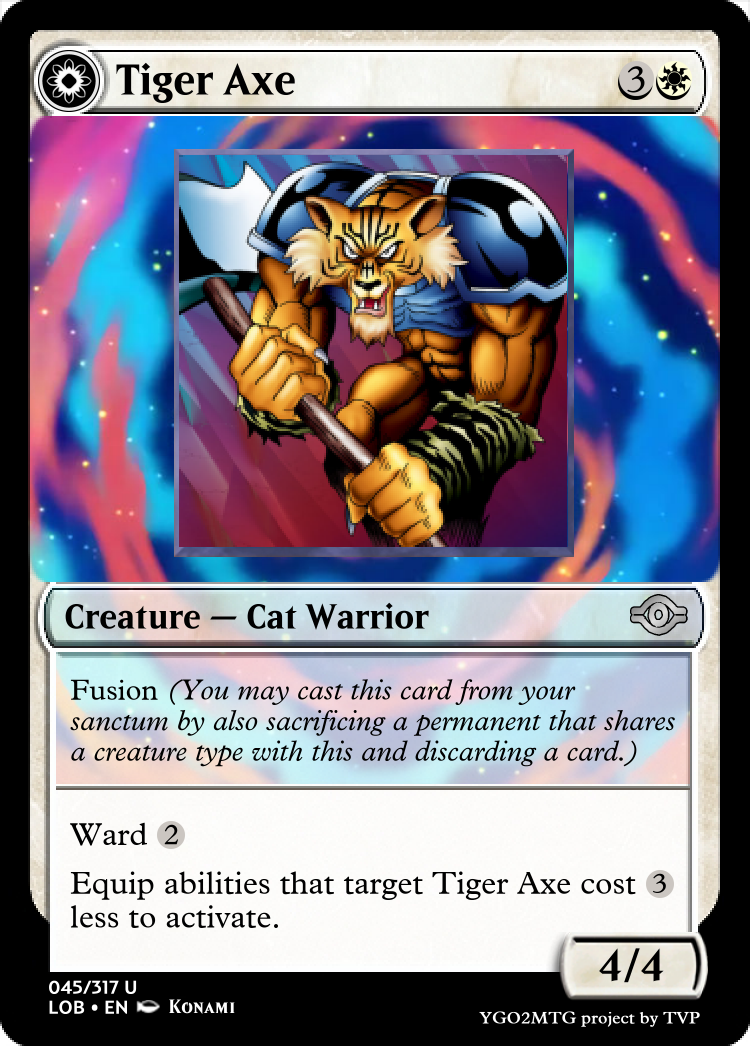 Tiger Axe 3
Creature — Cat Warrior
Fusion (You may cast this card from your
sanctum by also sacrificing a permanent that shares
a creature type with this and discarding a card.)
Ward 2
Equip abilities that target Tiger Axe cost 3
less to activate.
4/4
045/317 U
LOB • EN KONAMI
YGO2MTG project by TVP